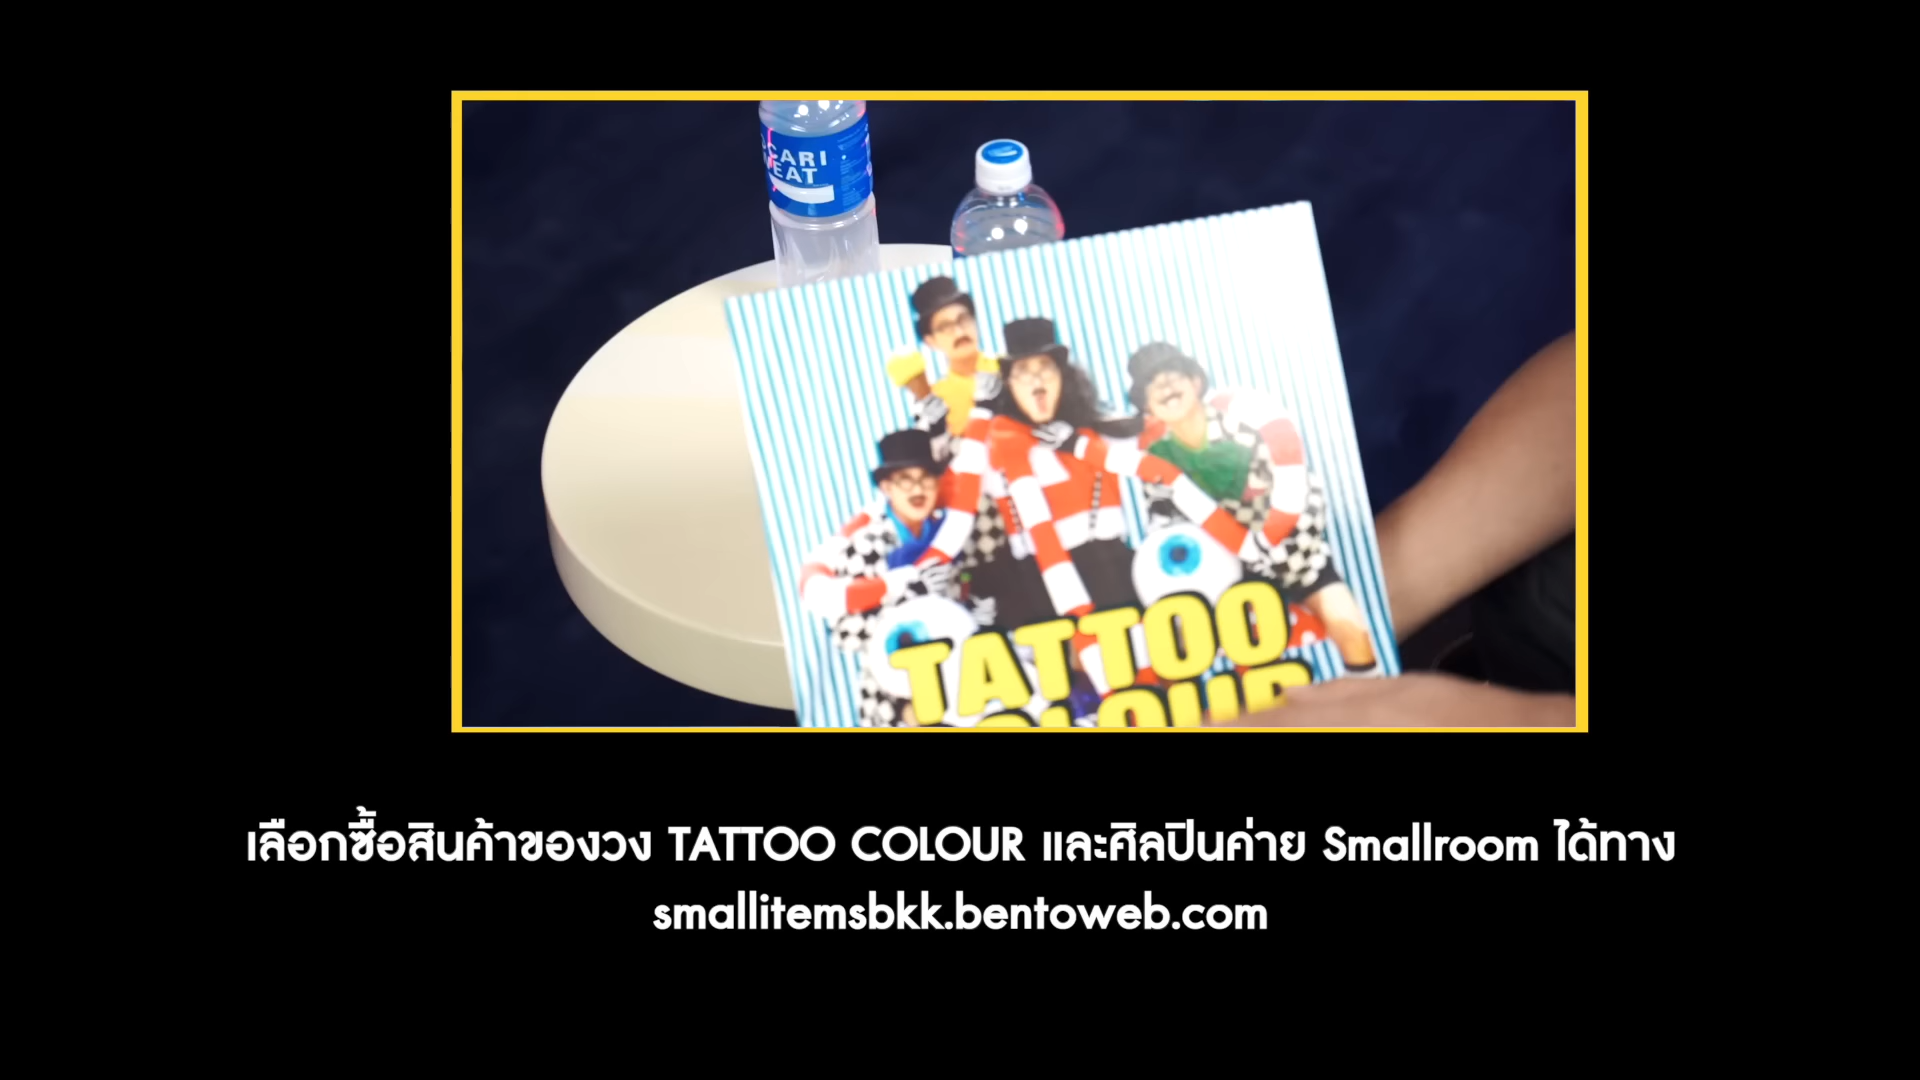 TATTOO
COLOUR
เลือกซื้อสินค้าของวง TATTOO COLOUR และศิลปินค่าย Smallroom ได้ทาง
smallitemsbkk.bentoweb.com